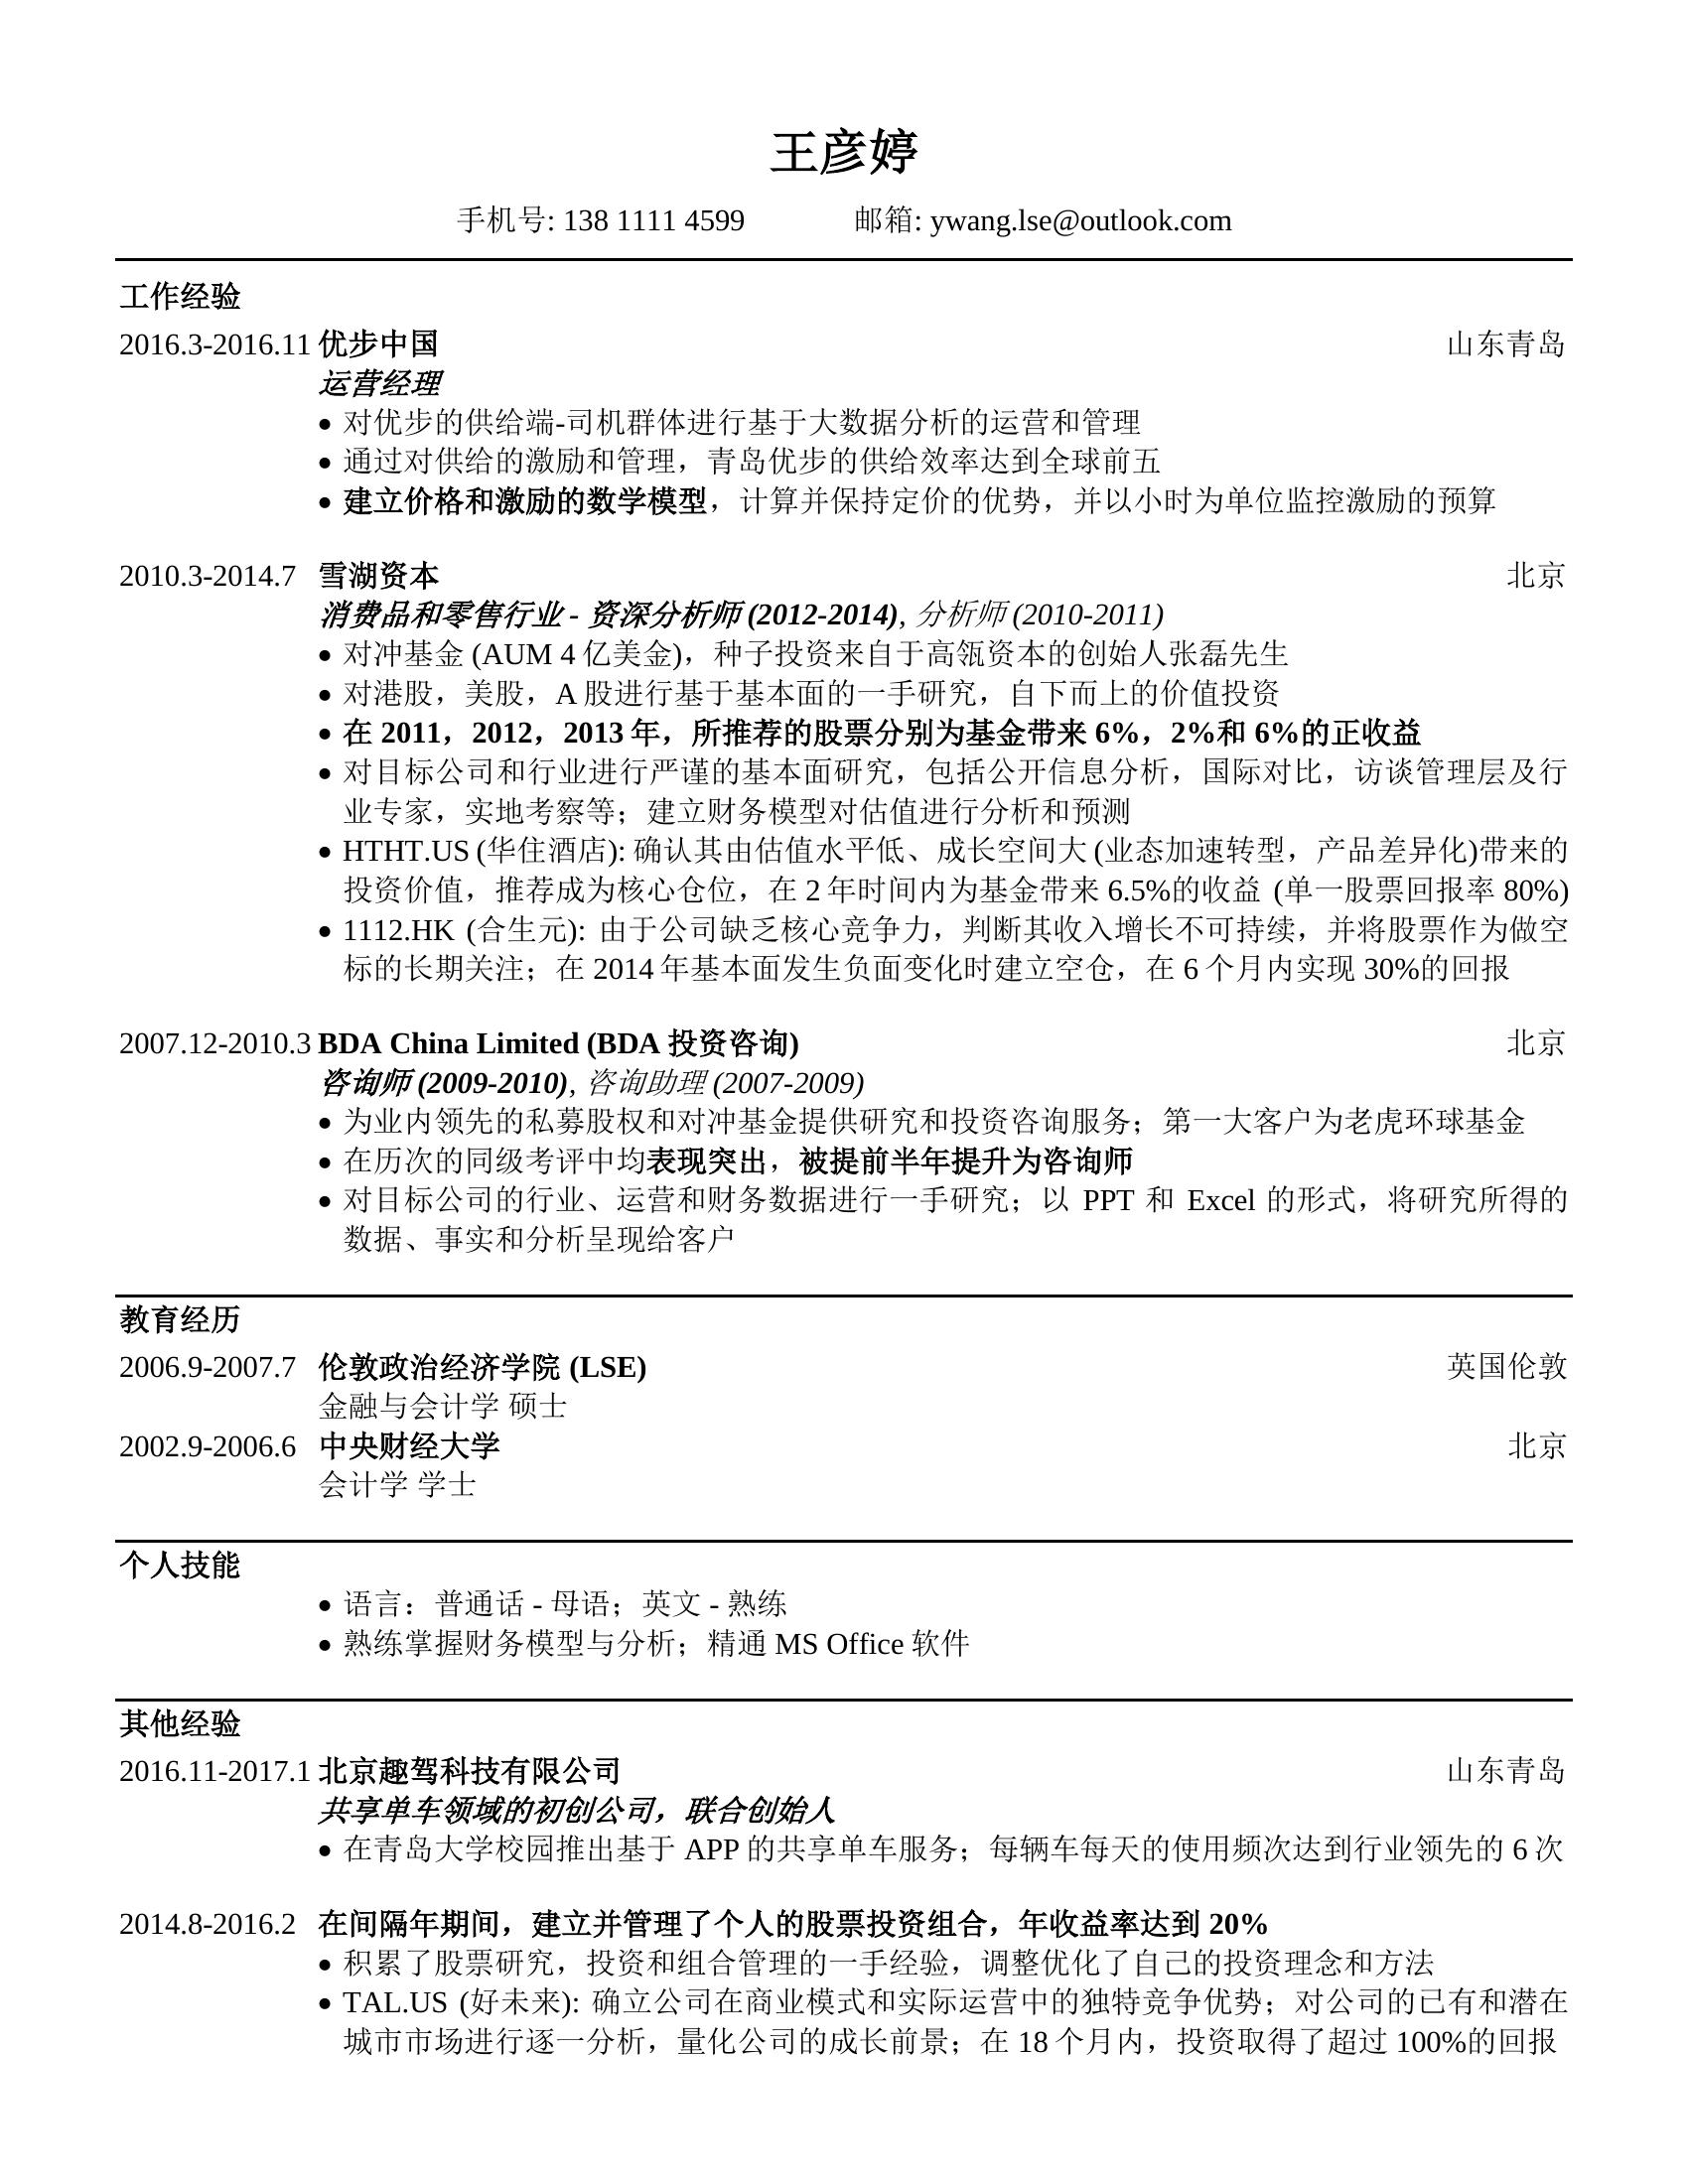 王彦婷
手机号: 138 1111 4599 邮箱: ywang.lse@outlook.com
工作经验
2016.3-2016.11 优步中国 山东青岛
运营经理
• 对优步的供给端-司机群体进行基于大数据分析的运营和管理
• 通过对供给的激励和管理，青岛优步的供给效率达到全球前五
• 建立价格和激励的数学模型，计算并保持定价的优势，并以小时为单位监控激励的预算
2010.3-2014.7 雪湖资本 北京
消费品和零售行业 - 资深分析师 (2012-2014), 分析师 (2010-2011)
• 对冲基金 (AUM 4 亿美金)，种子投资来自于高瓴资本的创始人张磊先生
• 对港股，美股，A 股进行基于基本面的一手研究，自下而上的价值投资
• 在 2011，2012，2013 年，所推荐的股票分别为基金带来 6%，2%和 6%的正收益
• 对目标公司和行业进行严谨的基本面研究，包括公开信息分析，国际对比，访谈管理层及行
业专家，实地考察等；建立财务模型对估值进行分析和预测
• HTHT.US (华住酒店): 确认其由估值水平低、成长空间大 (业态加速转型，产品差异化)带来的
投资价值，推荐成为核心仓位，在 2 年时间内为基金带来 6.5%的收益 (单一股票回报率 80%)
• 1112.HK (合生元): 由于公司缺乏核心竞争力，判断其收入增长不可持续，并将股票作为做空
标的长期关注；在 2014 年基本面发生负面变化时建立空仓，在 6 个月内实现 30%的回报
2007.12-2010.3 BDA China Limited (BDA 投资咨询) 北京
咨询师 (2009-2010), 咨询助理 (2007-2009)
• 为业内领先的私募股权和对冲基金提供研究和投资咨询服务；第一大客户为老虎环球基金
• 在历次的同级考评中均表现突出，被提前半年提升为咨询师
• 对目标公司的行业、运营和财务数据进行一手研究；以 PPT 和 Excel 的形式，将研究所得的
数据、事实和分析呈现给客户
教育经历
2006.9-2007.7 伦敦政治经济学院 (LSE) 英国伦敦
金融与会计学 硕士
2002.9-2006.6 中央财经大学 北京
会计学 学士
个人技能
• 语言：普通话 - 母语；英文 - 熟练
• 熟练掌握财务模型与分析；精通 MS Office 软件
其他经验
2016.11-2017.1 北京趣驾科技有限公司 山东青岛
共享单车领域的初创公司，联合创始人
• 在青岛大学校园推出基于 APP 的共享单车服务；每辆车每天的使用频次达到行业领先的 6 次
2014.8-2016.2 在间隔年期间，建立并管理了个人的股票投资组合，年收益率达到 20%
• 积累了股票研究，投资和组合管理的一手经验，调整优化了自己的投资理念和方法
• TAL.US (好未来): 确立公司在商业模式和实际运营中的独特竞争优势；对公司的已有和潜在
城市市场进行逐一分析，量化公司的成长前景；在 18 个月内，投资取得了超过 100%的回报